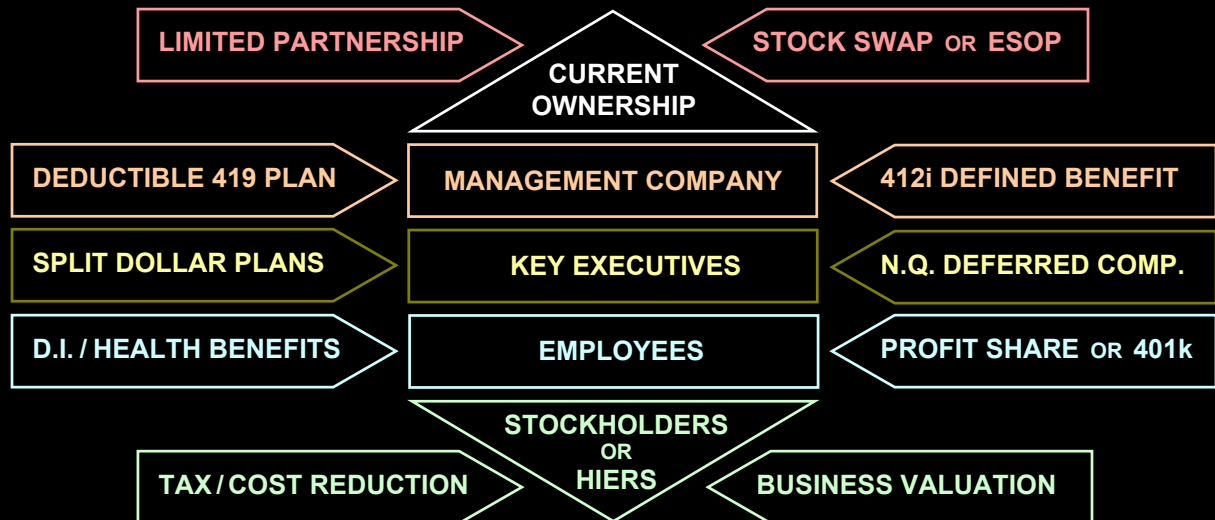 LIMITED PARTNERSHIP
STOCK SWAP OR ESOP
CURRENT
OWNERSHIP
DEDUCTIBLE 419 PLAN
MANAGEMENT COMPANY
412i DEFINED BENEFIT
SPLIT DOLLAR PLANS
KEY EXECUTIVES
N.Q. DEFERRED COMP.
D.I. / HEALTH BENEFITS
EMPLOYEES
PROFIT SHARE OR 401k
STOCKHOLDERS
OR
HIERS
TAX / COST REDUCTION
BUSINESS VALUATION